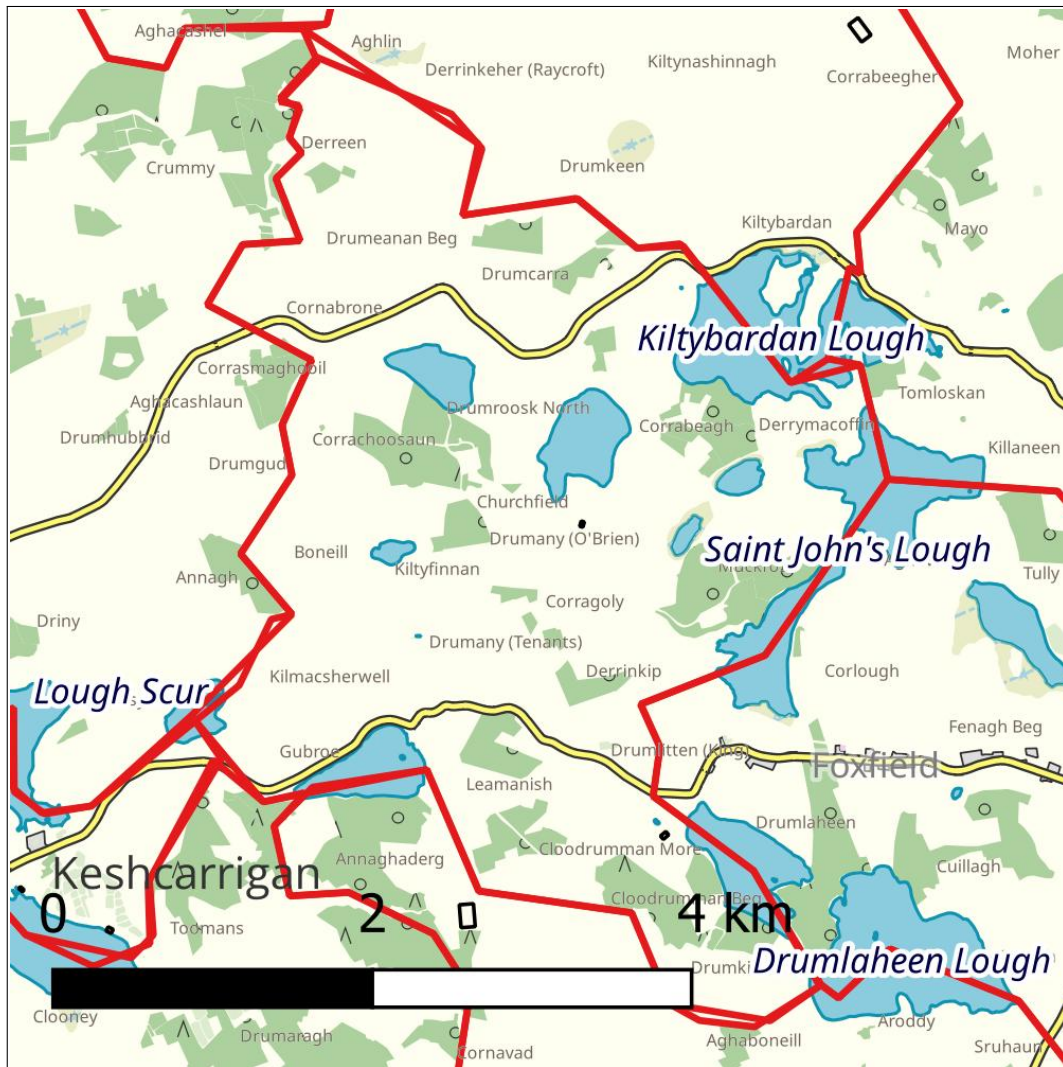 Aghacashel
Aghlin
Derrinkeher (Raycroft)
Kiltynashinnagh
Moher
Corrabeegher
Derreen
Crummy
Drumkeen
Kiltybardan
Mayo
Drumeanan Beg
Drumcarra
Cornabrone
Kiltybardan Lough
Corrasmaghooil
Tomloskan
Aghacashlaun
Drumroosk North
Corrabeagh
Derrymacoffin
Drumhubbrid
Corrachoosaun
Killaneen
Drumgud
Churchfield
Drumany (O'Brien)
Boneill
Saint John's Lough
Kiltyfinnan
Annagh
Tully
Corragoly
Driny
Drumany (Tenants)
Derrinkip
Corlough
Kilmacsherwell
Lough Scur
Fenagh Beg
Gubroe
Drumlitten (King)
Foxfield
Leamanish
Drumlaheen
Cloodrumman More
Annaghaderg
Cuillagh
Keshcarrigan
Cloodrumman Beg
0
2
4 km
Toomans
Drumlaheen Lough
Clooney
Aroddy
Drumaragh
Aghaboneill
Sruhaun
Cornavad